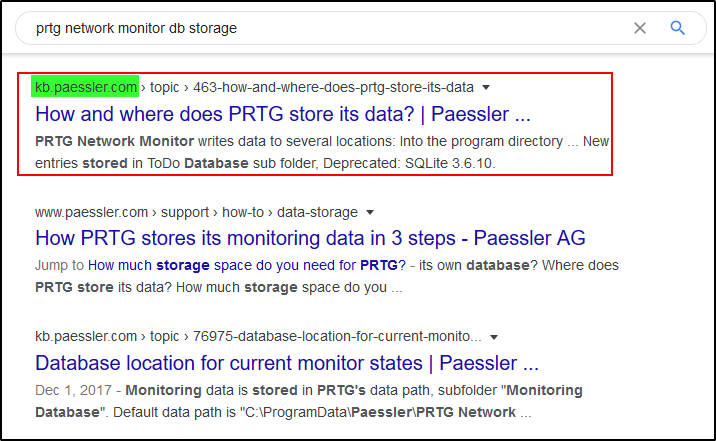 prtg network monitor db storage
kb.paessler.com › topic › 463-how-and-where-does-prtg-store-its-data
How and where does PRTG store its data? | Paessler ...
PRTG Network Monitor writes data to several locations: Into the program directory ... New
entries stored in ToDo Database sub folder, Deprecated: SQLite 3.6.10.
www.paessler.com › support › how-to › data-storage
How PRTG stores its monitoring data in 3 steps - Paessler AG
Jump to How much storage space do you need for PRTG? - its own database? Where does
PRTG store its data? How much storage space do you ...
kb.paessler.com › topic › 76975-database-location-for-current-monito...
Database location for current monitor states | Paessler ...
Dec 1, 2017 - Monitoring data is stored in PRTG's data path, subfolder "Monitoring
Database". Default data path is "C:\ProgramData\Paessler\PRTG Network ...